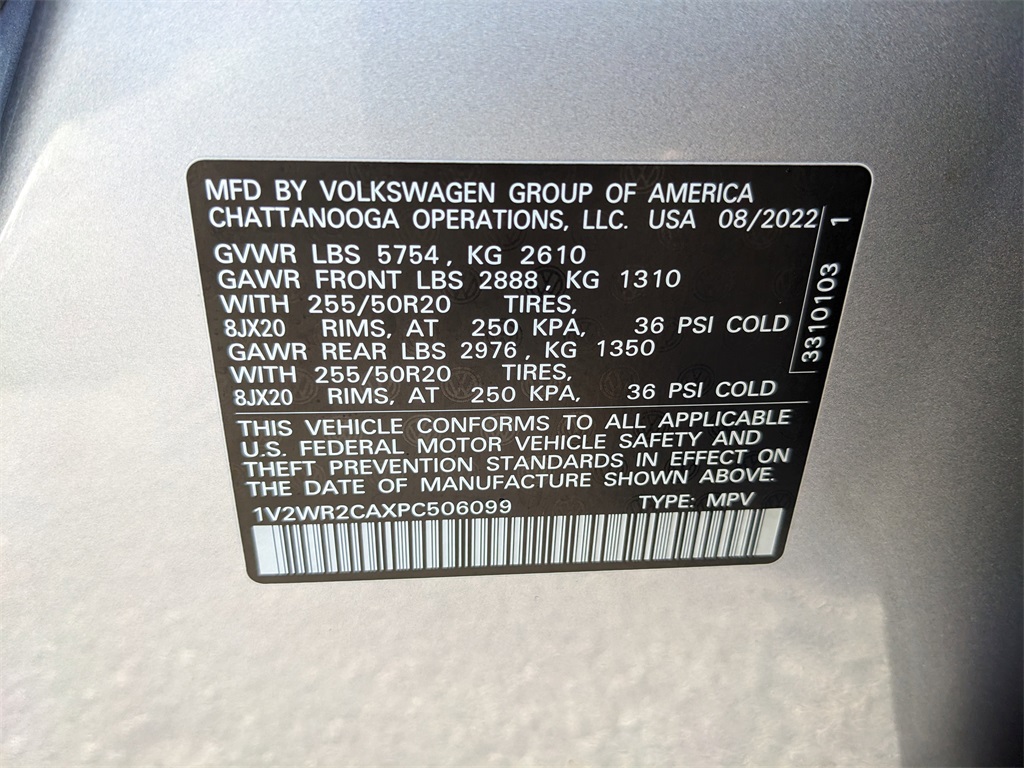 MFD BY VOLKSWAGEN GROUP OF AMERICA
CHATTANOOGA OPERATIONS, LLC. USA 08/2022
GVWR LBS 5754, KG 2610
GAWR FRONT LBS 2888, KG 1310
WITH 255/50R20 TIRES,
8JX20 RIMS, AT 250 KPA, 36 PSI COLD
GAWR REAR LBS 2976, KG 1350
WITH 255/50R20 TIRES,
8JX20 RIMS, AT 250 KPA, 36 PSI COLD
3310103 1
THIS VEHICLE CONFORMS TO ALL APPLICABLE
U.S. FEDERAL MOTOR VEHICLE SAFETY AND
THEFT PREVENTION STANDARDS IN EFFECT ON
THE DATE OF MANUFACTURE SHOWN ABOVE.
1V2WR2CAXPC506099 TYPE: MPV